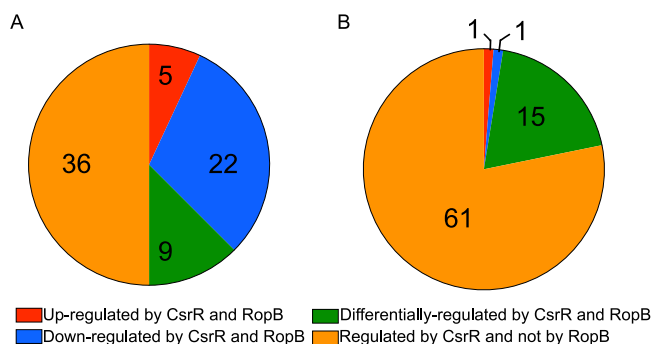 A
B
1
1
5
36
22
15
9
61
Up-regulated by CsrR and RopB
Differentially-regulated by CsrR and RopB
Down-regulated by CsrR and RopB
Regulated by CsrR and not by RopB